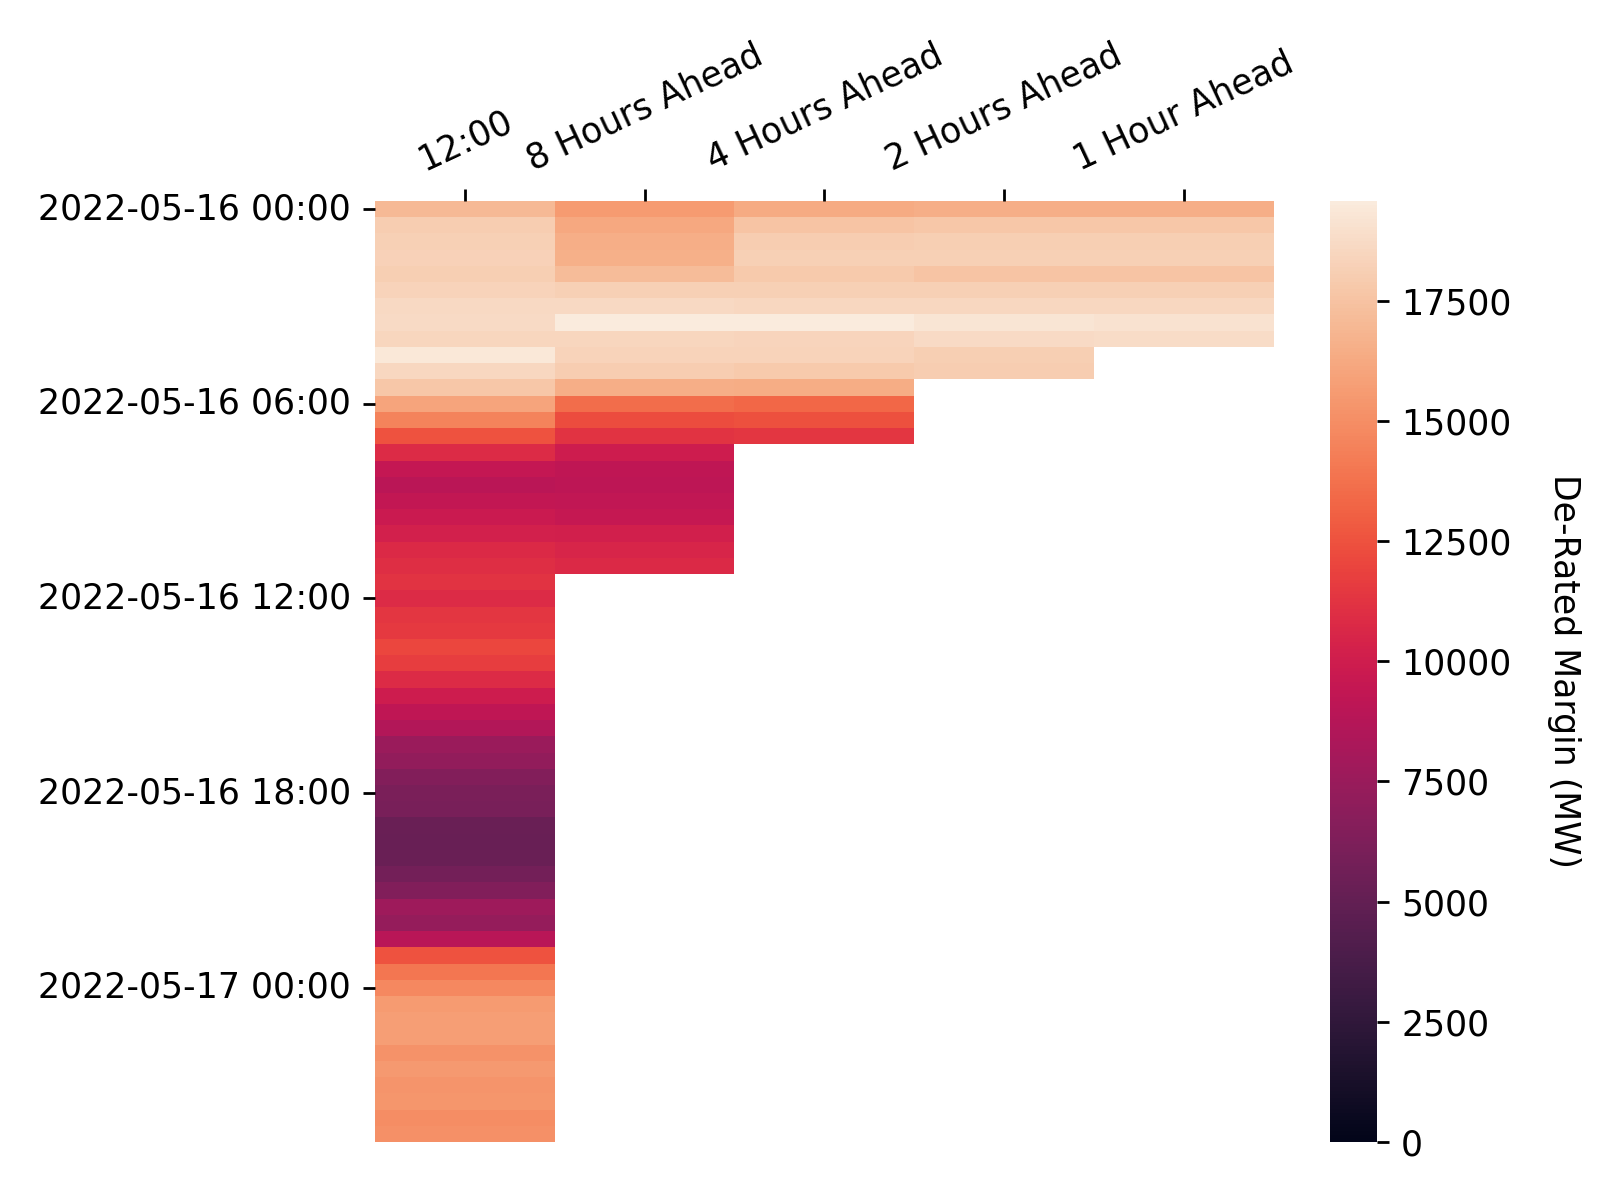 12:00
8 Hours Ahead
4 Hours Ahead
2 Hours Ahead
1 Hour Ahead
2022-05-16 00:00
2022-05-16 06:00
2022-05-16 12:00
2022-05-16 18:00
2022-05-17 00:00
17500
15000
12500
10000
7500
5000
2500
0
De-Rated Margin (MW)